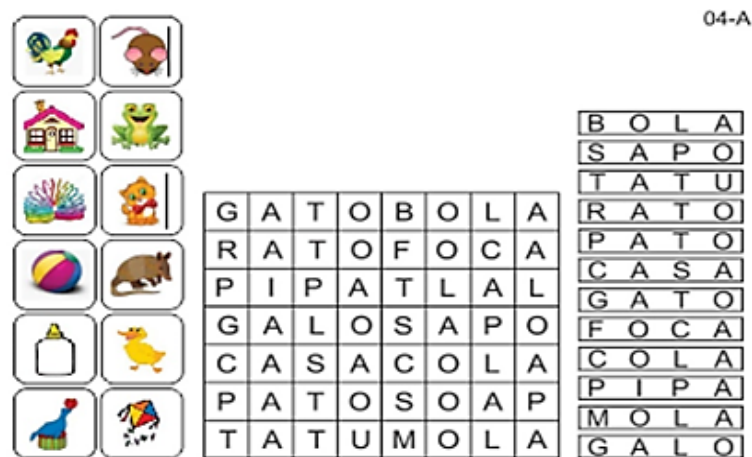 04-A
G A T O B O L A
R A T O F O C A
P I P A T L A L
G A L O S A P O
C A S A C O L A
P A T O S O A P
T A T U M O L A
B O L A
S A P O
T A T U
R A T O
P A T O
C A S A
G A T O
F O C A
C O L A
P I P A
M O L A
G A L O